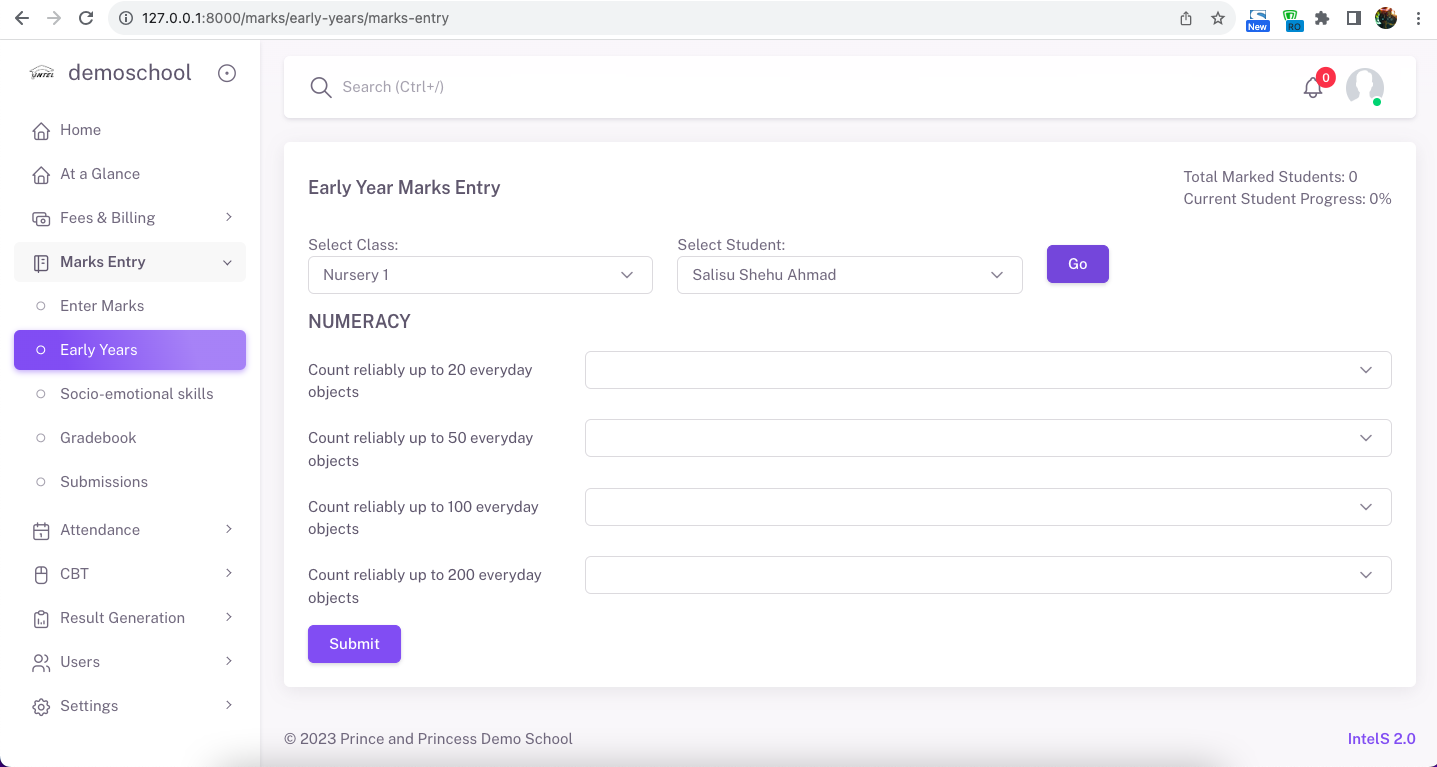 127.0.0.1:8000/marks/early-years/marks-entry
New
RO
UNTEL
demoschool
Search (Ctrl+/)
0
Home
At a Glance
Fees & Billing
Marks Entry
Enter Marks
Early Years
Socio-emotional skills
Gradebook
Submissions
Attendance
CBT
Result Generation
Users
Settings
Early Year Marks Entry
Total Marked Students: 0
Current Student Progress: 0%
Select Class:
Select Student:
Nursery 1
Salisu Shehu Ahmad
Go
NUMERACY
Count reliably up to 20 everyday
objects
Count reliably up to 50 everyday
objects
Count reliably up to 100 everyday
objects
Count reliably up to 200 everyday
objects
Submit
© 2023 Prince and Princess Demo School
IntelS 2.0